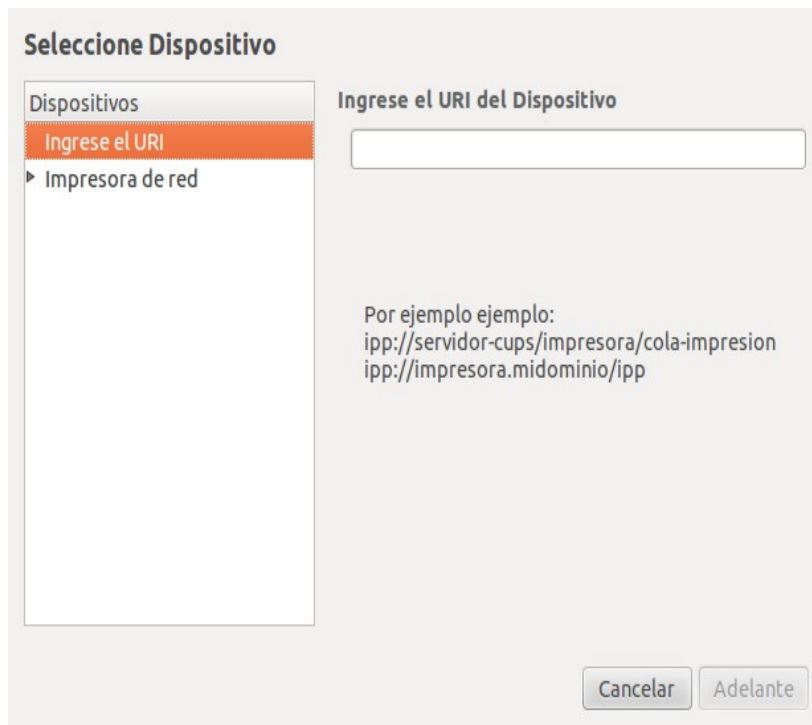 Seleccione Dispositivo
Dispositivos
Ingrese el URI
Impresora de red
Ingrese el URI del Dispositivo
Por ejemplo ejemplo:
ipp://servidor-cups/impresora/cola-impresion
ipp://impresora.midominio/ipp
Cancelar
Adelante